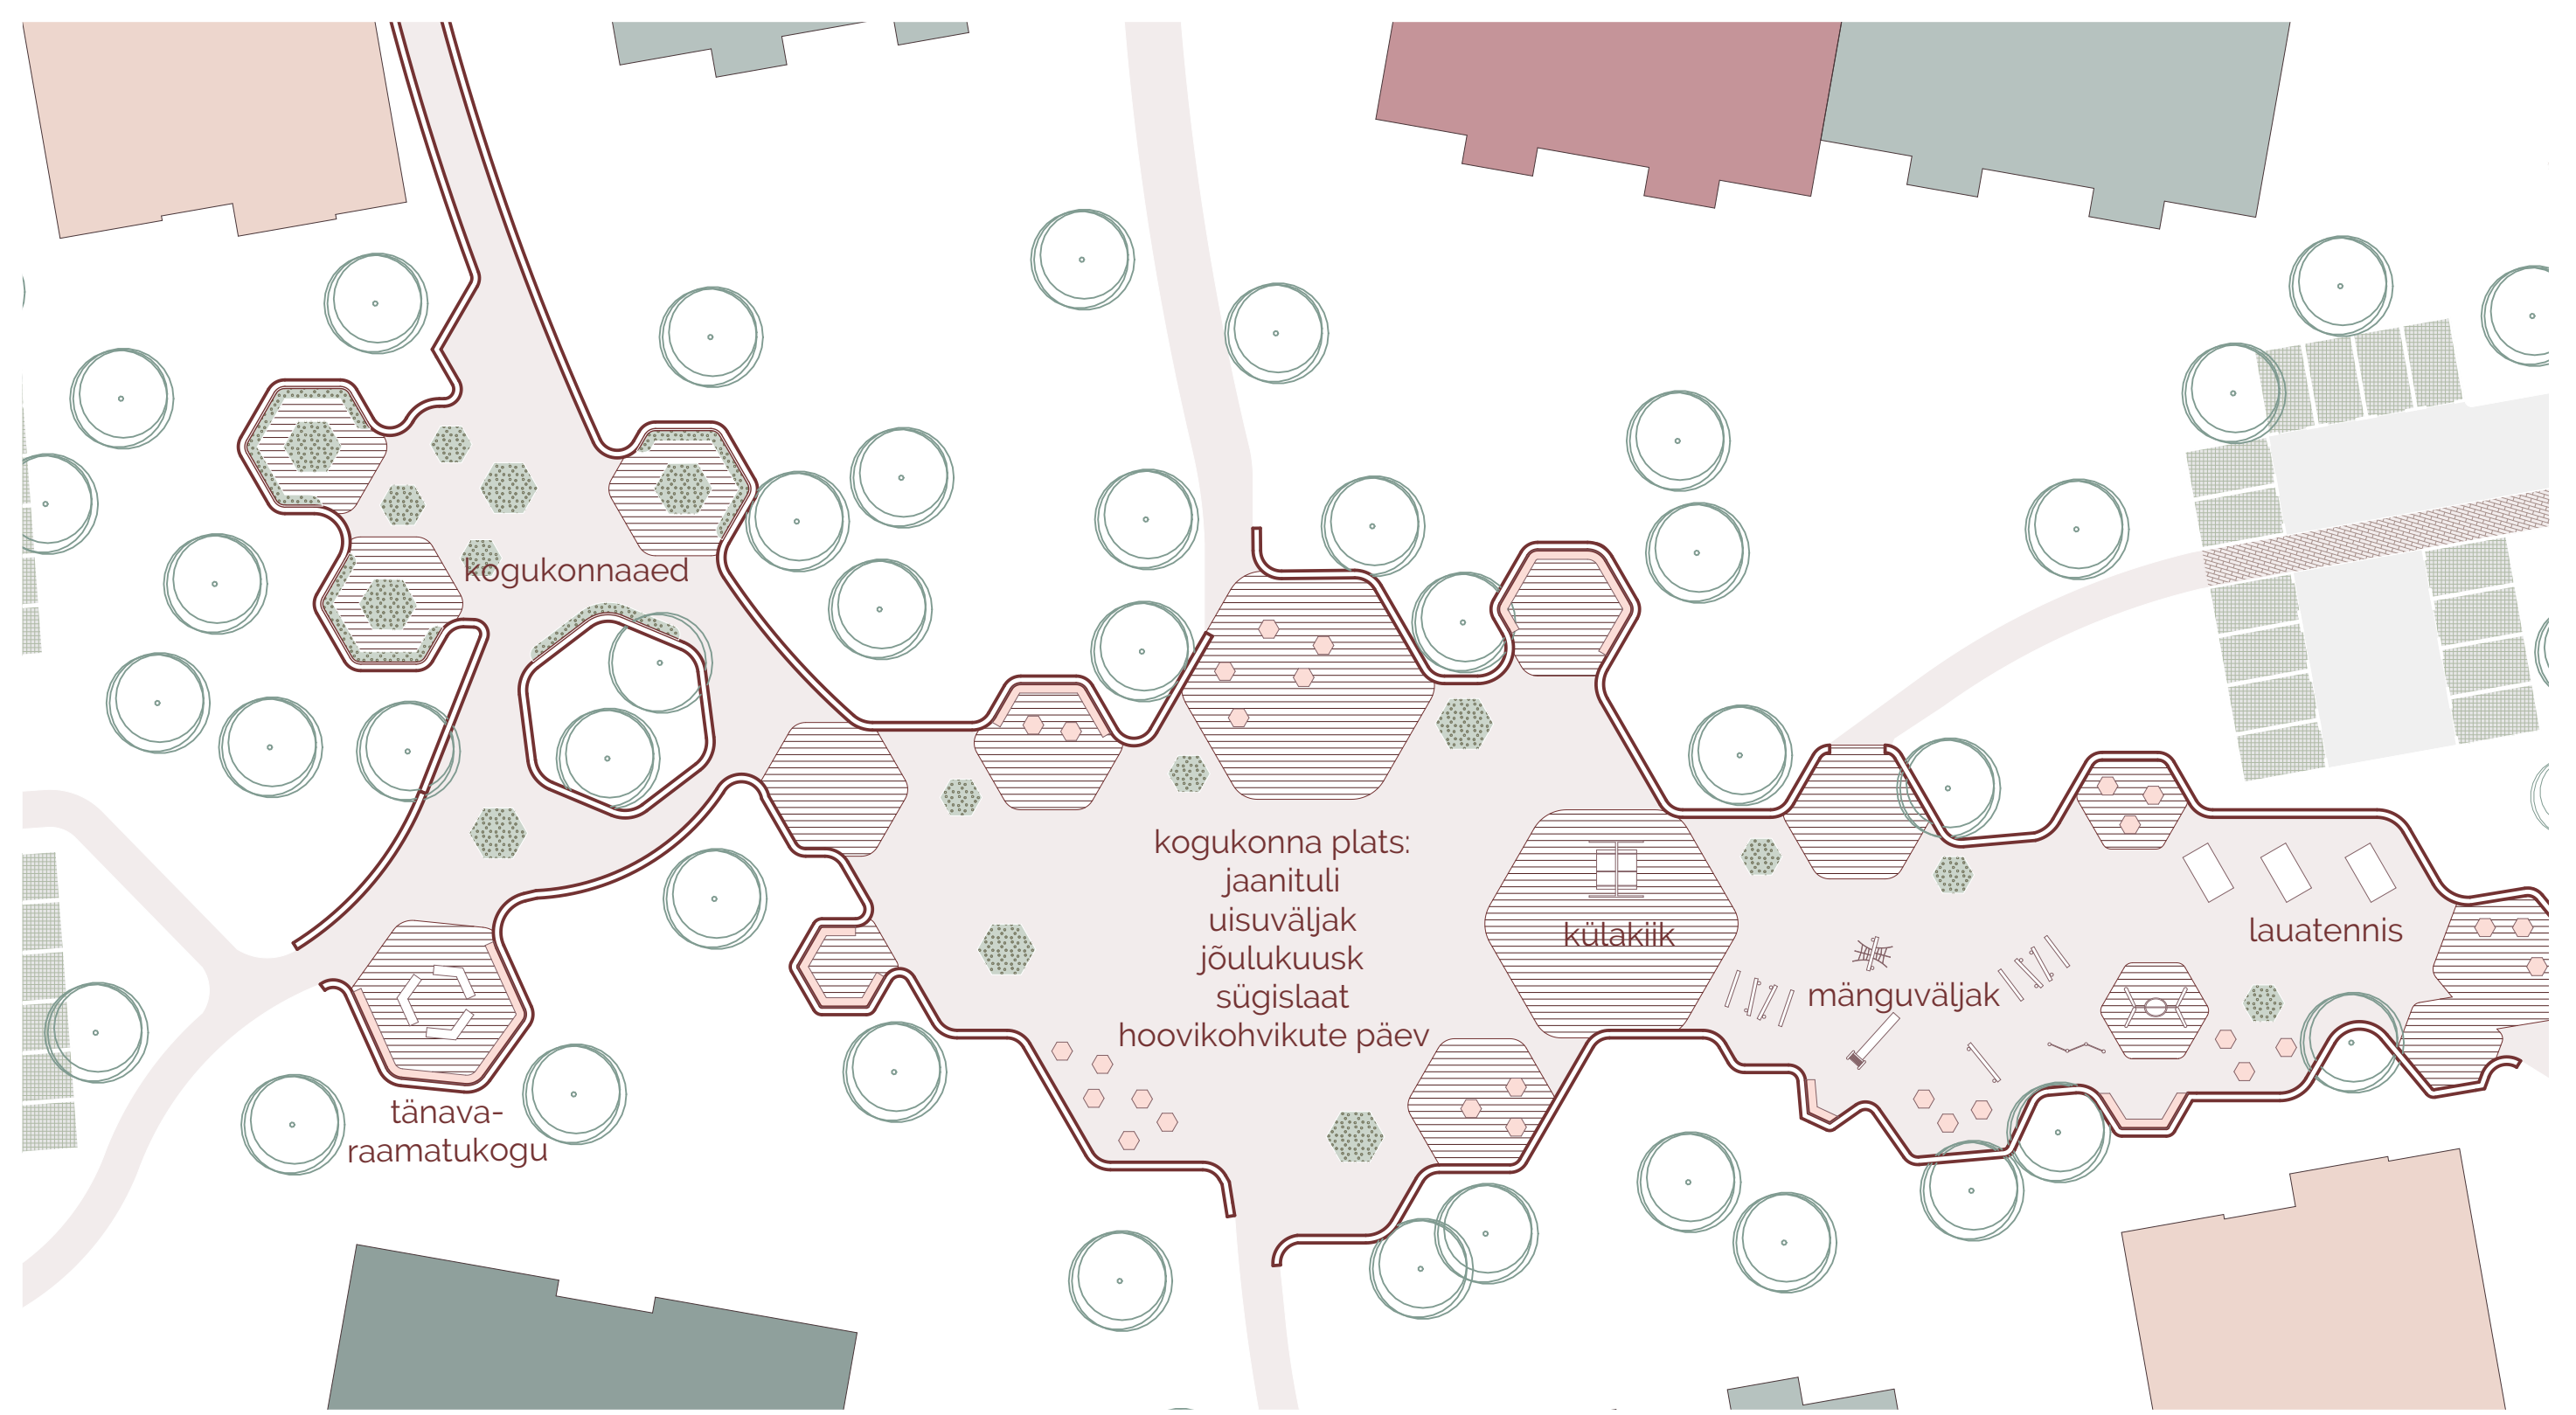 kogukonnaaed
kogukonna plats:
jaanituli
uisuväljak
jõulukuusk
sügislaat
hoovikohvikute päev
külakiik
lauatennis
mänguväljak
tänava-
raamatukogu